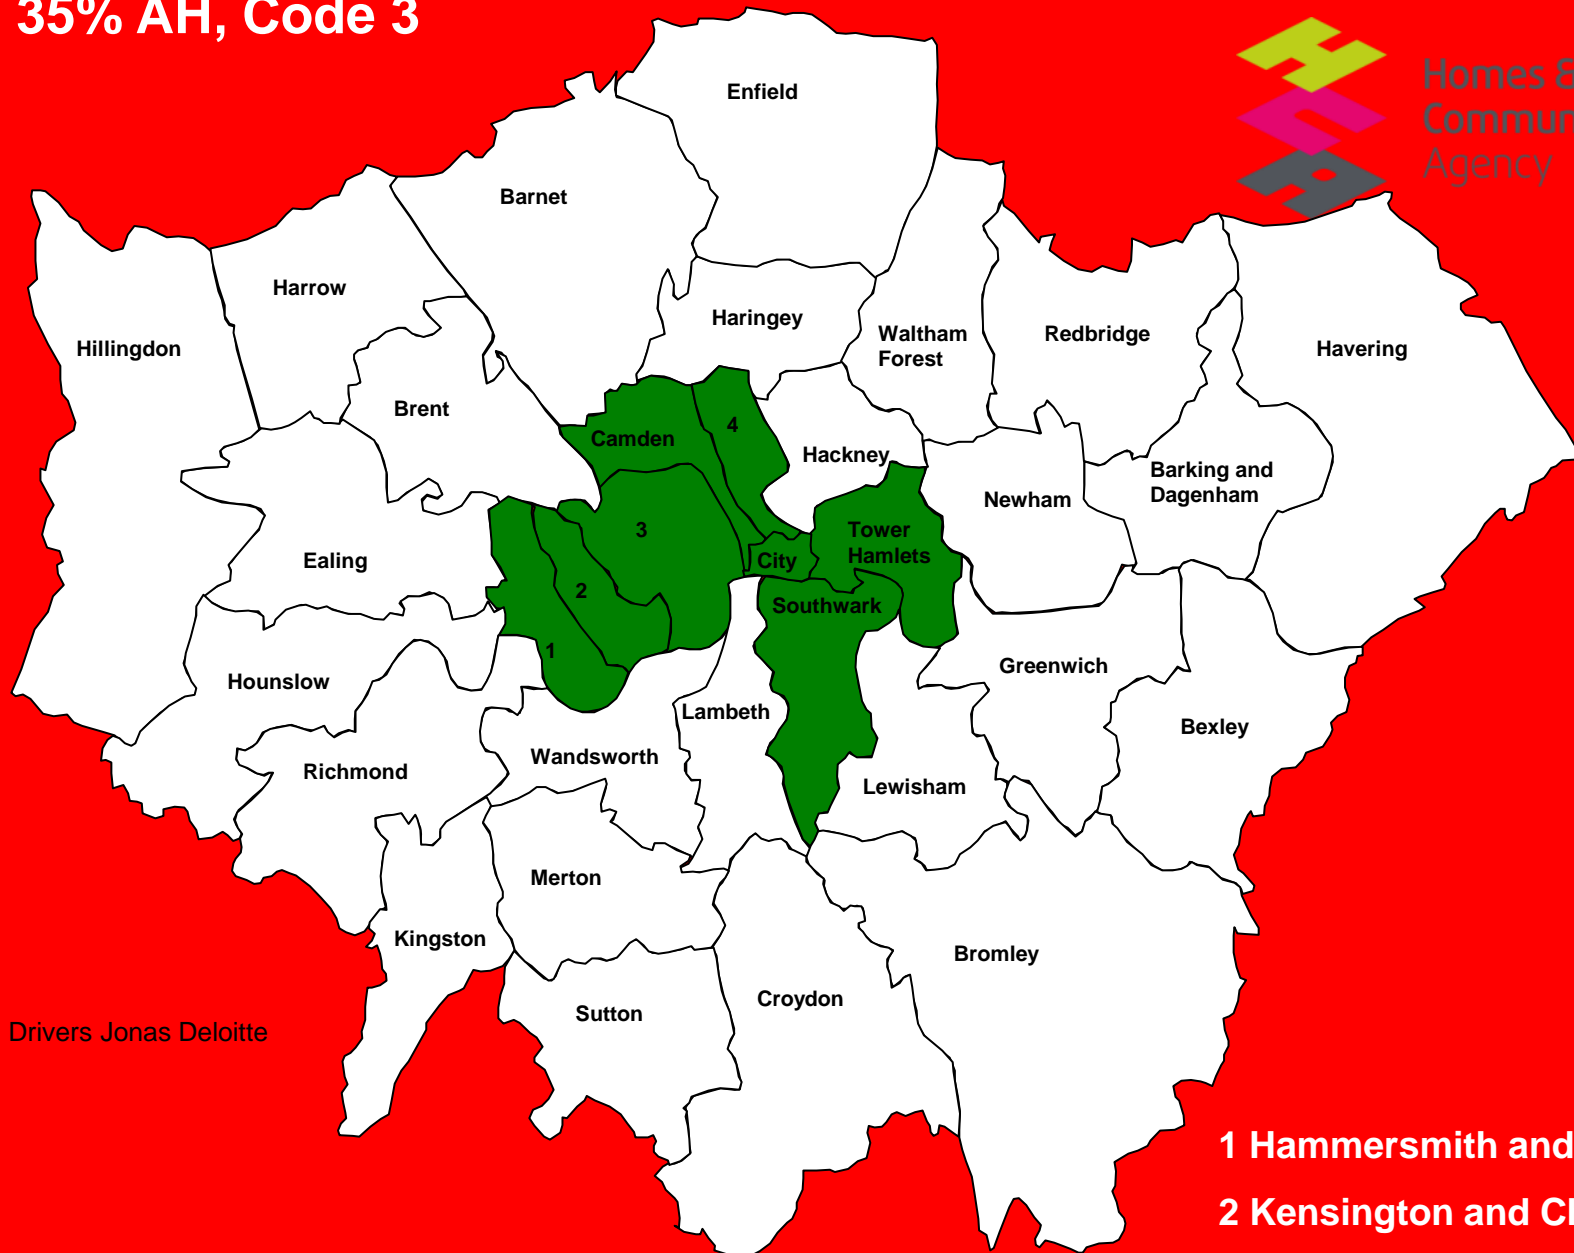 35% AH, Code 3
Homes &
Commun
Agency
Enfield
Barnet
Harrow
Haringey
Hillingdon
Waltham
Forest
Redbridge
Havering
Brent
Camden
4
Hackney
Barking and
Dagenham
Newham
3
Tower
Hamlets
Ealing
City
2
Southwark
1
Greenwich
Hounslow
Lambeth
Bexley
Wandsworth
Richmond
Lewisham
Merton
Kingston
Bromley
Croydon
Sutton
Drivers Jonas Deloitte
1 Hammersmith and
2 Kensington and C